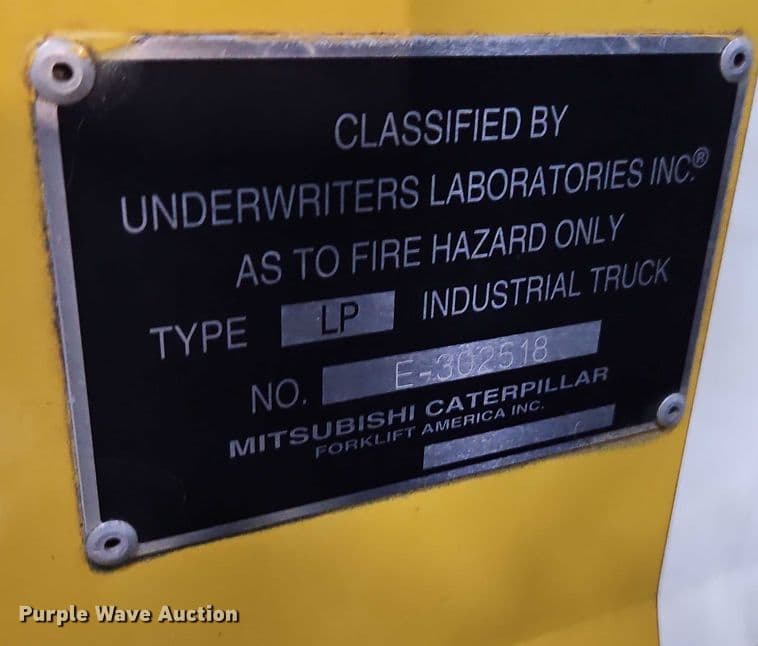 CLASSIFIED BY
UNDERWRITERS LABORATORIES INC.®
AS TO FIRE HAZARD ONLY
TYPE LP INDUSTRIAL TRUCK
NO. E-302518
MITSUBISHI CATERPILLAR
FORKLIFT AMERICA INC.
Purple Wave Auction